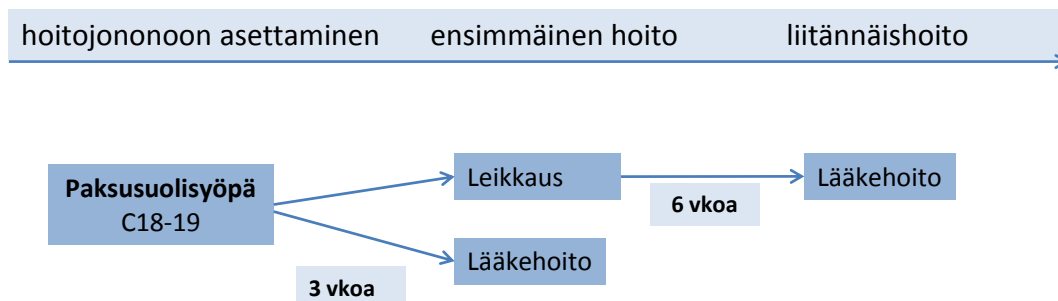 hoitojononoon asettaminen ensimmäinen hoito liitännäishoito
Paksusuolisyöpä
C18-19
Leikkaus
6 vkoa
Lääkehoito
Lääkehoito
3 vkoa